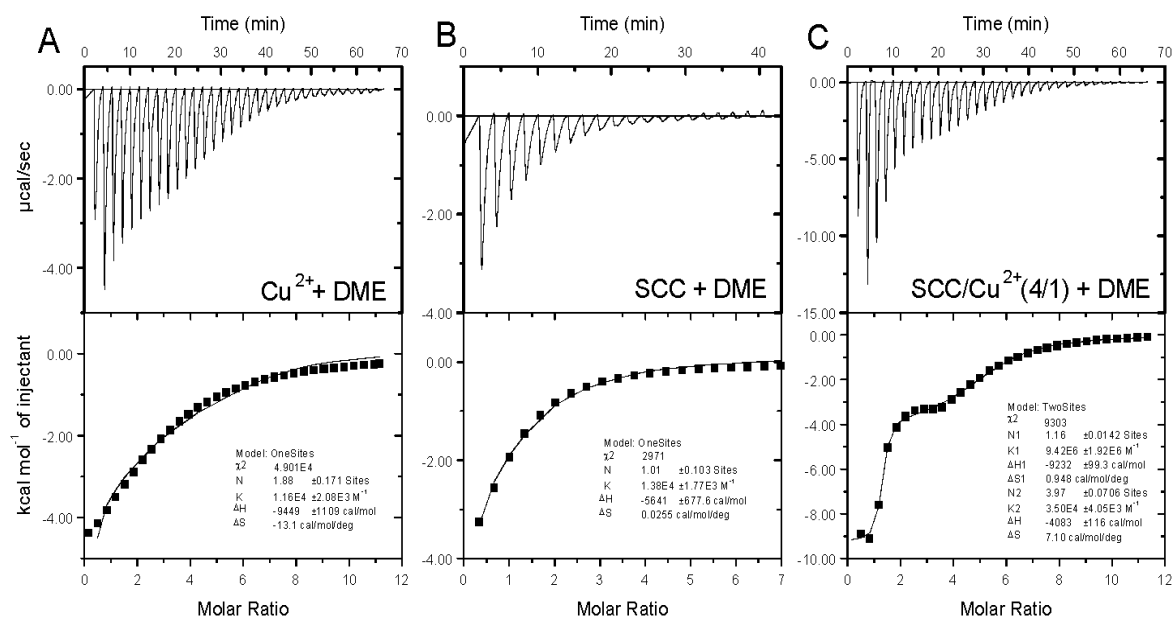 A
Time (min)
0 10 20 30 40 50 60 70
0.00
-2.00
-4.00
µcal/sec
Cu2+ + DME
0.00
-2.00
-4.00
kcal mol-1 of injectant
Model: OneSites
χ2 4.901E4
N 1.88 ±0.171 Sites
K 1.16E4 ±2.08E3 M-1
ΔH -9449 ±1109 cal/mol
ΔS -13.1 cal/mol/deg
0 2 4 6 8 10 12
Molar Ratio
B
Time (min)
0 10 20 30 40
0.00
-2.00
-4.00
SCC + DME
0.00
-2.00
-4.00
Model: OneSites
χ2 2971
N 1.01 ±0.103 Sites
K 1.38E4 ±1.77E3 M-1
ΔH -5641 ±677.6 cal/mol
ΔS 0.0255 cal/mol/deg
0 1 2 3 4 5 6 7
Molar Ratio
C
Time (min)
0 10 20 30 40 50 60 70
0.00
-5.00
-10.00
-15.00
SCC/Cu2+(4/1) + DME
0.00
-2.00
-4.00
-6.00
-8.00
-10.00
Model: TwoSites
χ2 9303
N1 1.16 ±0.0142 Sites
K1 9.42E6 ±1.92E6 M-1
ΔH1 -9232 ±99.3 cal/mol
ΔS1 0.948 cal/mol/deg
N2 3.97 ±0.0706 Sites
K2 3.50E4 ±4.05E3 M-1
ΔH -4083 ±116 cal/mol
ΔS 7.10 cal/mol/deg
0 2 4 6 8 10 12
Molar Ratio